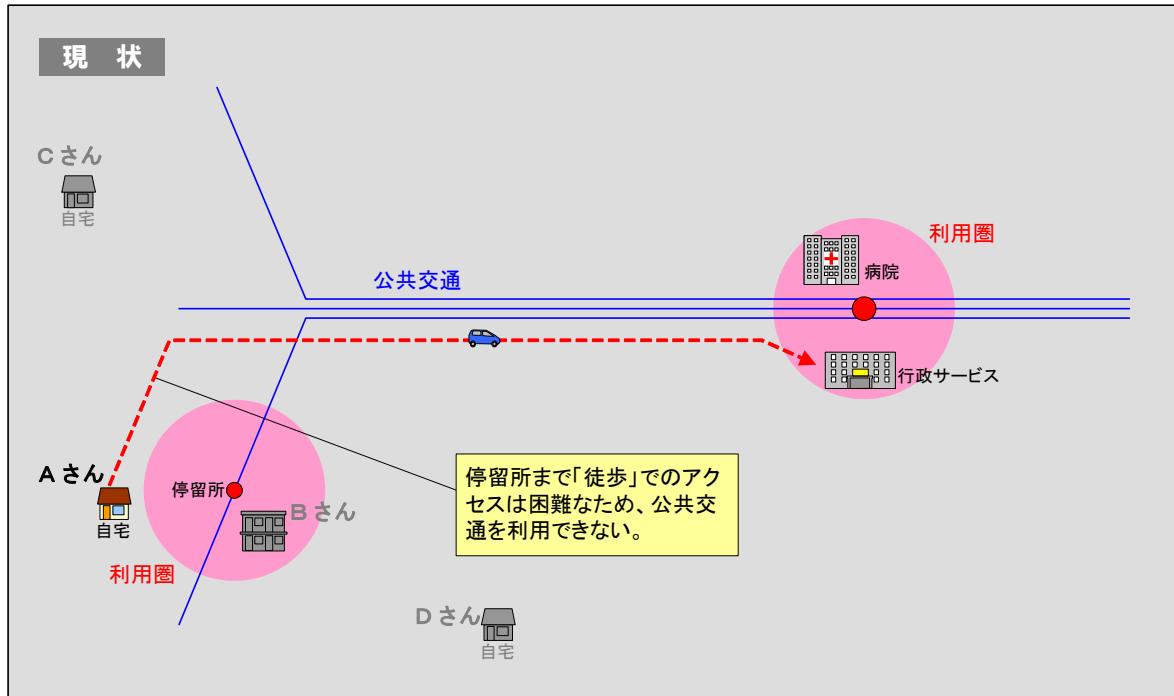 現 状
Cさん
自宅
公共交通
利用圏
病院
行政サービス
Aさん
自宅
停留所
Bさん
利用圏
停留所まで「徒歩」でのアク
セスは困難なため、公共交
通を利用できない。
Dさん
自宅